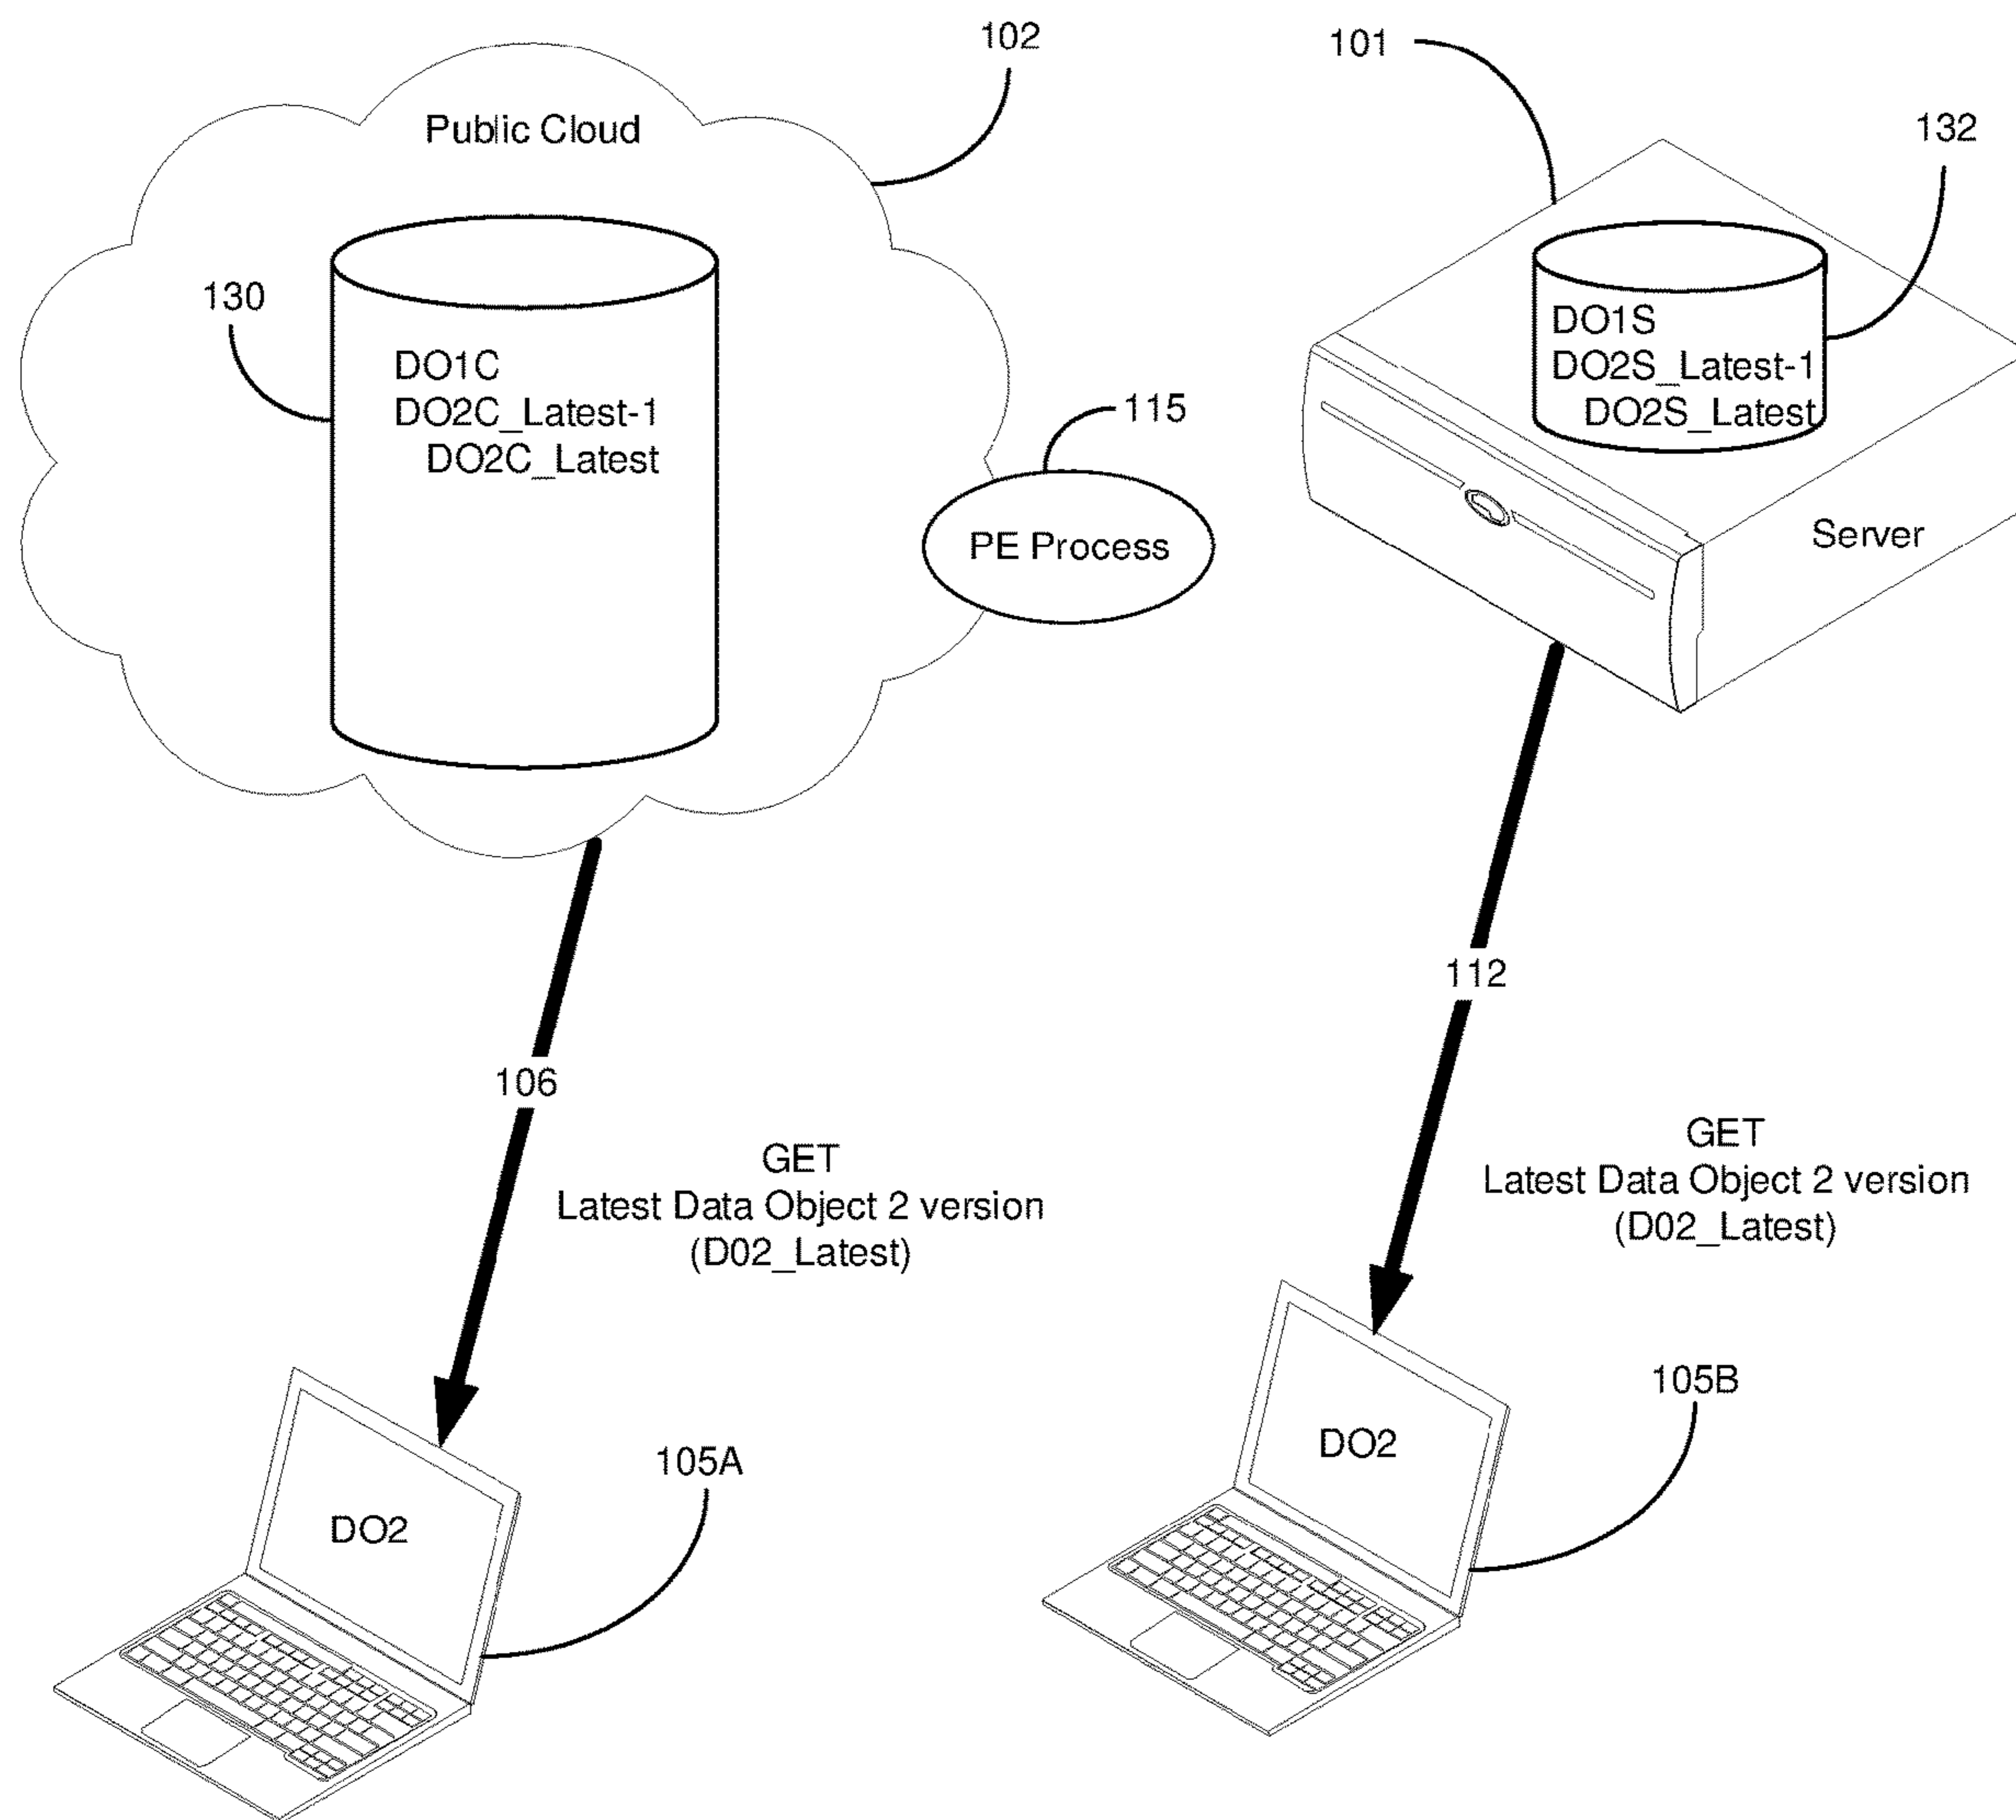 102
101
Public Cloud
132
130
DO1C
DO2C_Latest-1
DO2C_Latest
DO1S
DO2S_Latest-1
DO2S_Latest
115
PE Process
Server
112
106
GET
Latest Data Object 2 version
(D02_Latest)
GET
Latest Data Object 2 version
(D02_Latest)
105B
DO2
105A
DO2